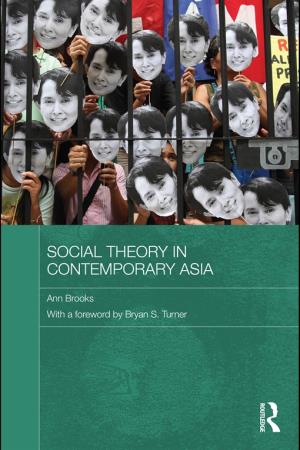 SOCIAL THEORY IN
CONTEMPORARY ASIA
Ann Brooks
With a foreword by Bryan S. Turner
ROUTLEDGE